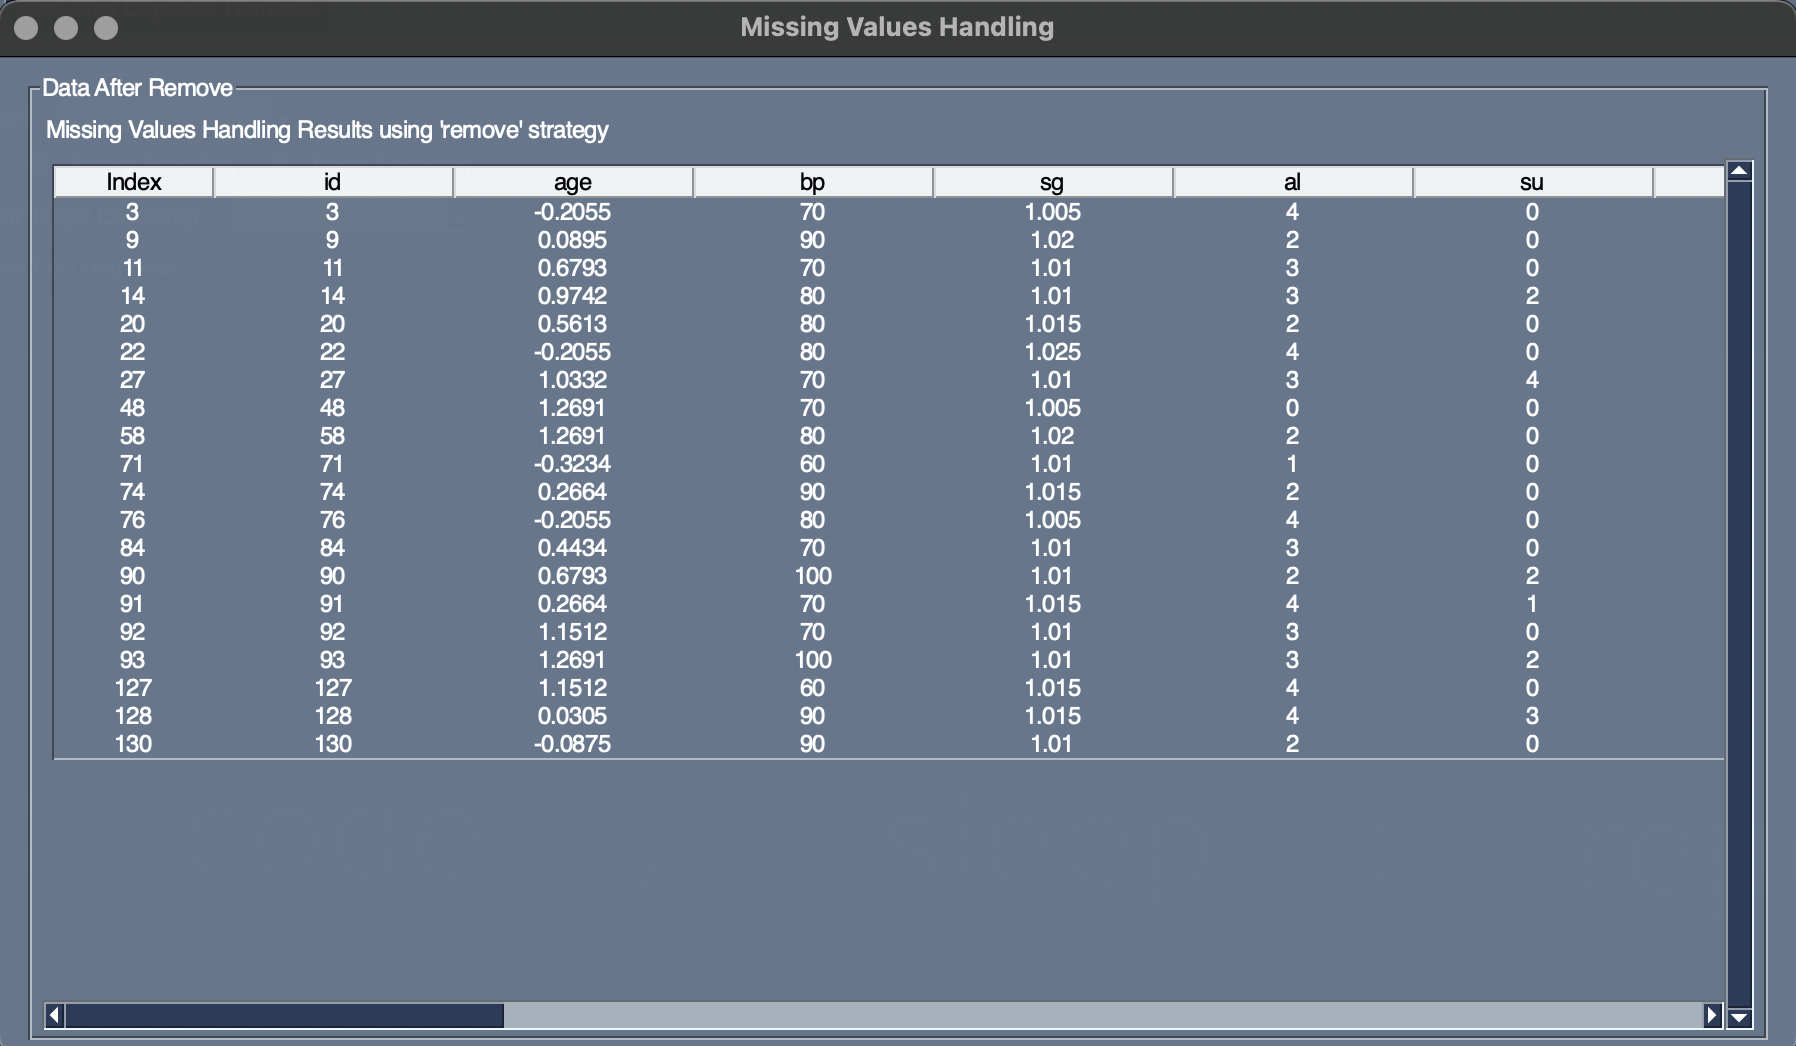 Missing Values Handling
Data After Remove
Missing Values Handling Results using 'remove' strategy
Index id age bp sg al su
3 3 -0.2055 70 1.005 4 0
9 9 0.0895 90 1.02 2 0
11 11 0.6793 70 1.01 3 0
14 14 0.9742 80 1.01 3 2
20 20 0.5613 80 1.015 2 0
22 22 -0.2055 80 1.025 4 0
27 27 1.0332 70 1.01 3 4
48 48 1.2691 70 1.005 0 0
58 58 1.2691 80 1.02 2 0
71 71 -0.3234 60 1.01 1 0
74 74 0.2664 90 1.015 2 0
76 76 -0.2055 80 1.005 4 0
84 84 0.4434 70 1.01 3 0
90 90 0.6793 100 1.01 2 2
91 91 0.2664 70 1.015 4 1
92 92 1.1512 70 1.01 3 0
93 93 1.2691 100 1.01 3 2
127 127 1.1512 60 1.015 4 0
128 128 0.0305 90 1.015 4 3
130 130 -0.0875 90 1.01 2 0